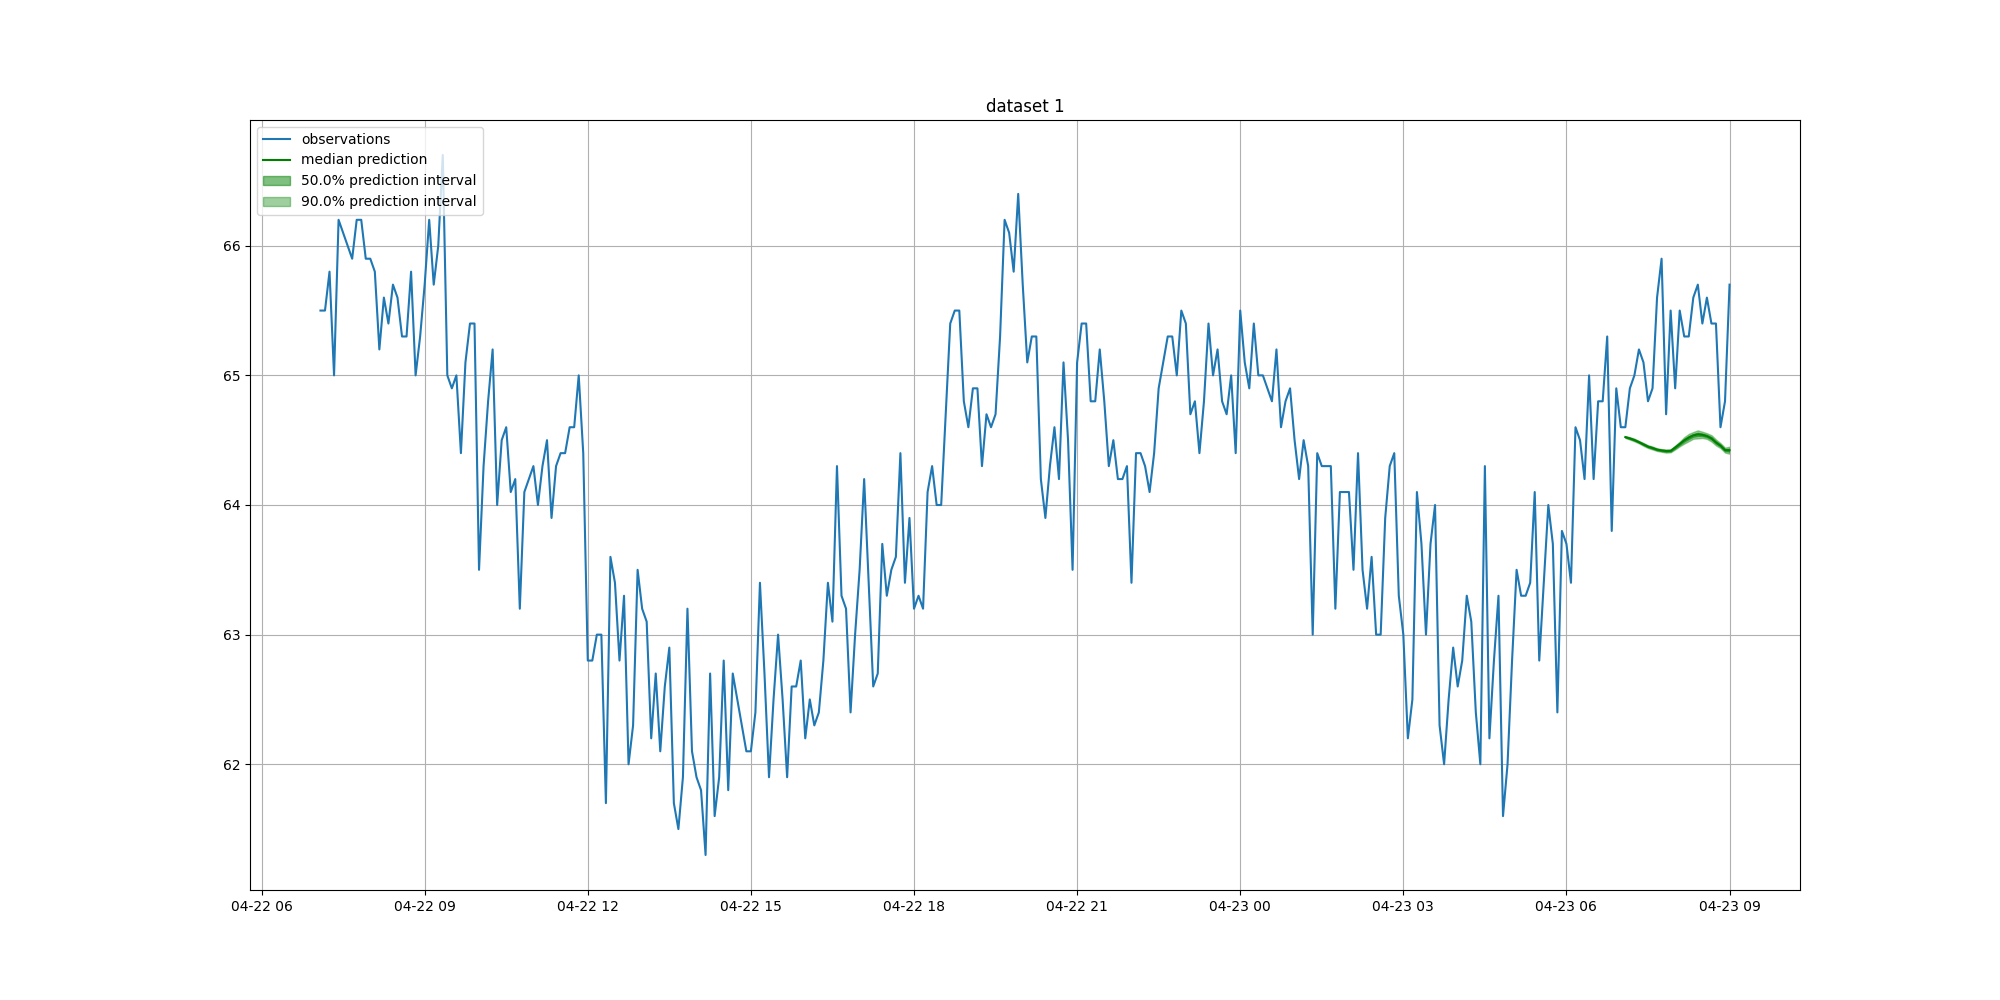 dataset 1
observations
median prediction
50.0% prediction interval
90.0% prediction interval
66
65
64
63
62
04-22 06 04-22 09 04-22 12 04-22 15 04-22 18 04-22 21 04-23 00 04-23 03 04-23 06 04-23 09